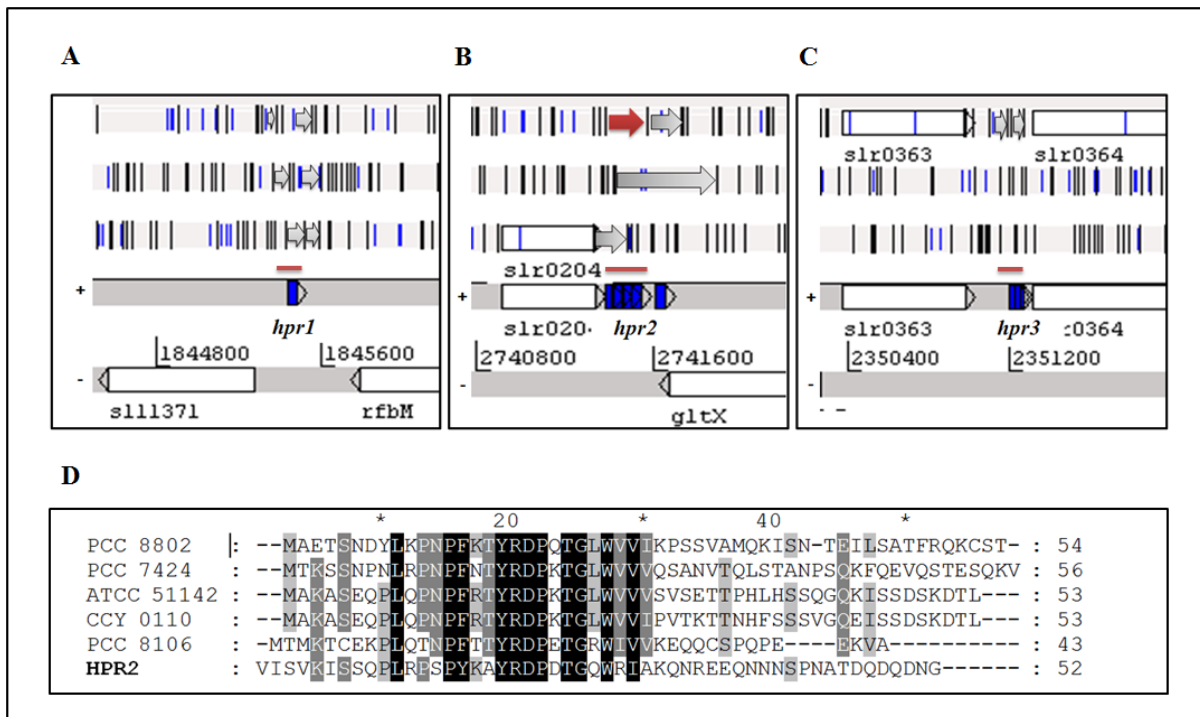 A
B
C
slr0363
slr0364
slr0204
+
hpr1
+
slr020
hpr2
+
slr0363
hpr3
:0364
1844800
1845600
2740800
2741600
2350400
2351200
-
sll1371
rfbM
-
gltX
-
D
* 20 * 40 *
PCC 8802 : --MAETSNDYLKPNPFKTYRDPQTGLWVVIKPSSVAMQKISN-TEILSATFRQKCST- : 54
PCC 7424 : --MTKSSNPNLRPNPFNTYRDPQTGLWVVVQSANVTQLSTANPSQKFQEVQSTESQKV : 56
ATCC 51142 : --MAKASEQPLQPNPFRTYRDPKTGLWVVVSVSETTPHLHSSQGQKISSDSKDTL--- : 53
CCY 0110 : --MAKASEQPLQPNPFRTYRDPKTGLWVVIPVTKTTNHFSSSVGQEISSDSKDTL--- : 53
PCC 8106 : -MTMKTCEKPLQTNPFTTYRDPETGRWIVVKEQQCSPQPE----EKVA---------- : 43
HPR2 : VISVKISSQPLRPSPYKAYRDPDTGQWRIAKQNREEQNNNSPNATDQDQDNG------ : 52